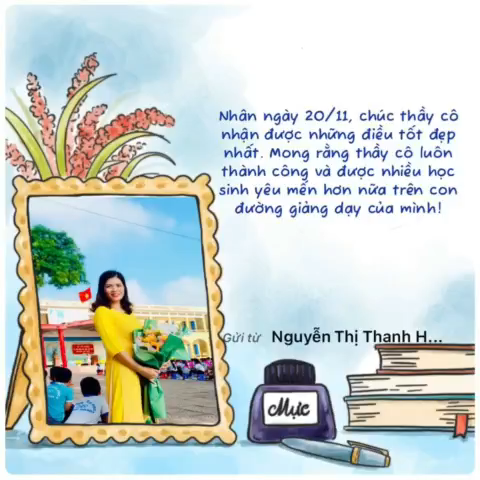 Nhân ngày 20/11, chúc thầy cô
nhận được những điều tốt đẹp
nhất. Mong rằng thầy cô luôn
thành công và được nhiều học
sinh yêu mến hơn nữa trên con
đường giảng dạy của mình!
Gửi từ Nguyễn Thị Thanh H...
Mực